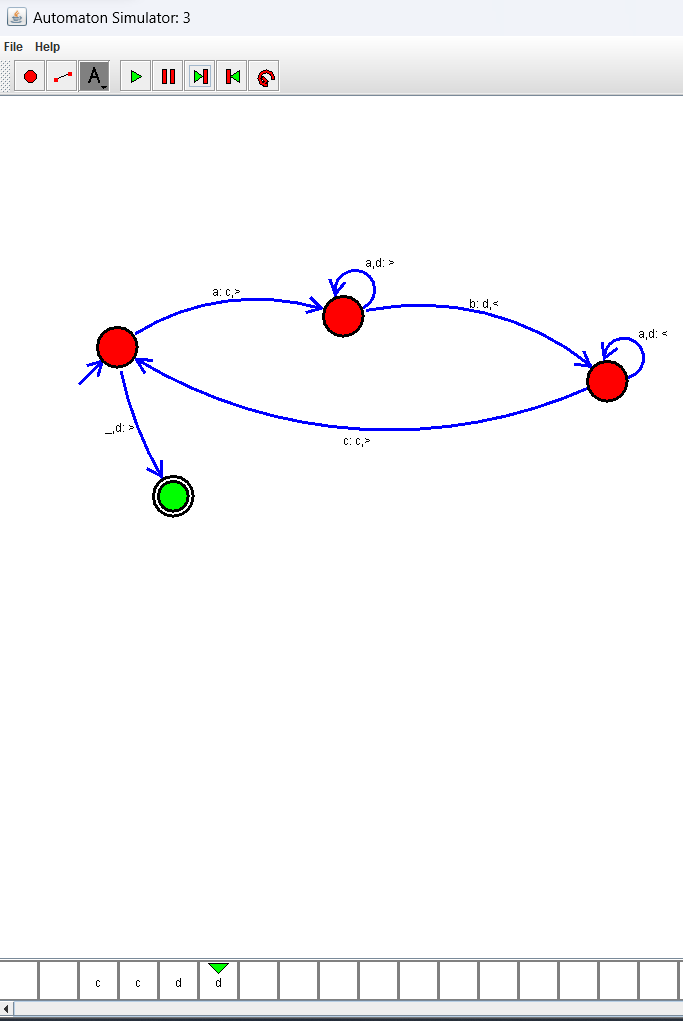 Automaton Simulator: 3
File Help
A
a,d: >
a: c,>
b: d,<
a,d: <
_,d: >
c: c,>
c c d d